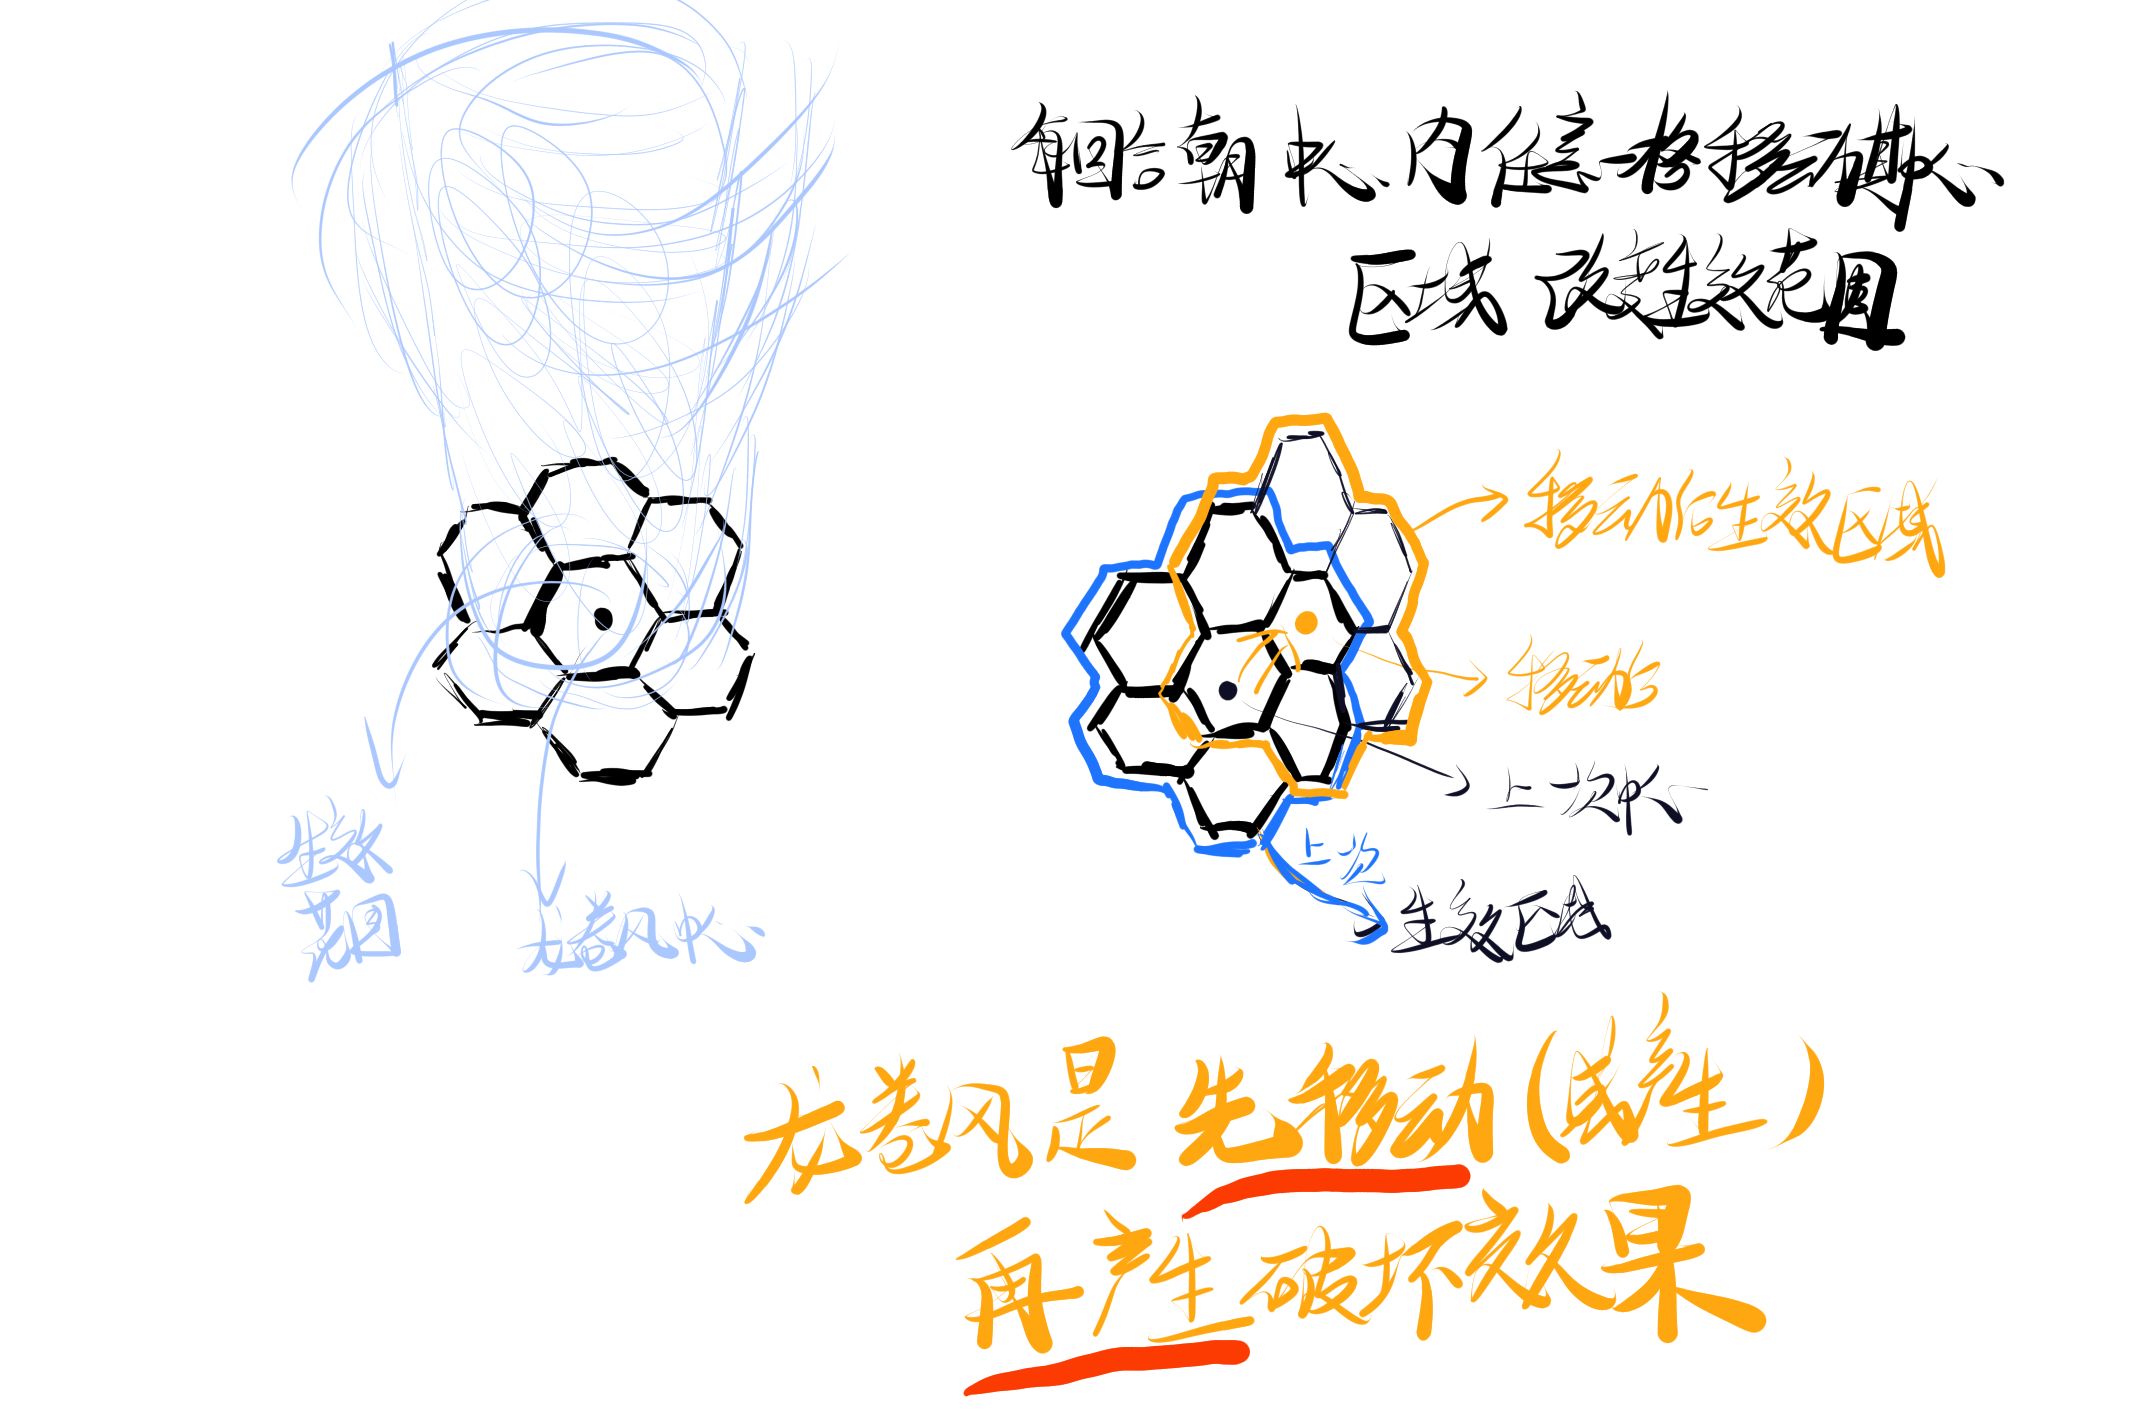 每回合朝中心内任意一格移动其中心
区域 改变生效范围
移动后生效区域
移动后
上一次中心
上次
生效区域
生效
范围
龙卷风中心
龙卷风是先移动(或产生)
再产生破坏效果